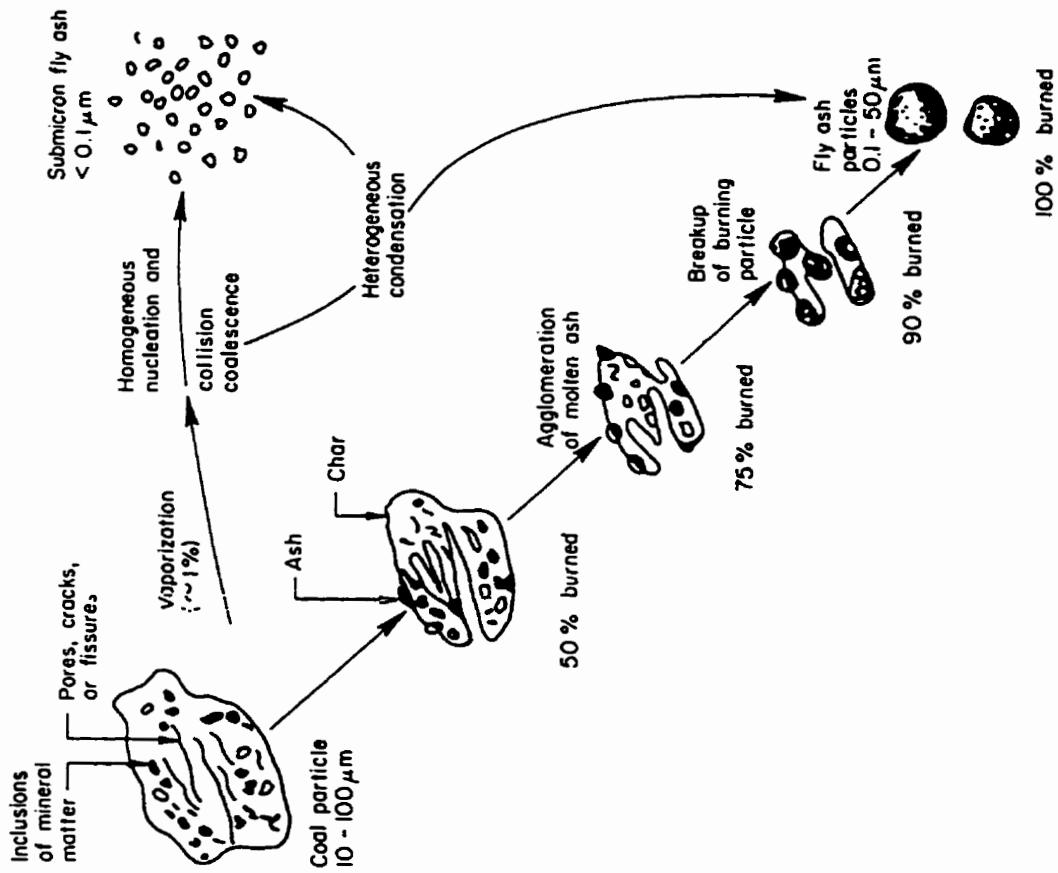 Inclusions
of mineral
matter
Pores, cracks,
or fissures
Coal particle
10 - 100 μm
Vaporization
(~1%)
Homogeneous
nucleation and
collision
coalescence
Submicron fly ash
< 0.1 μm
Heterogeneous
condensation
Ash
Char
50% burned
Agglomeration
of molten ash
75% burned
Breakup
of burning
particle
90% burned
Fly ash
particles
0.1 - 50 μm
100% burned